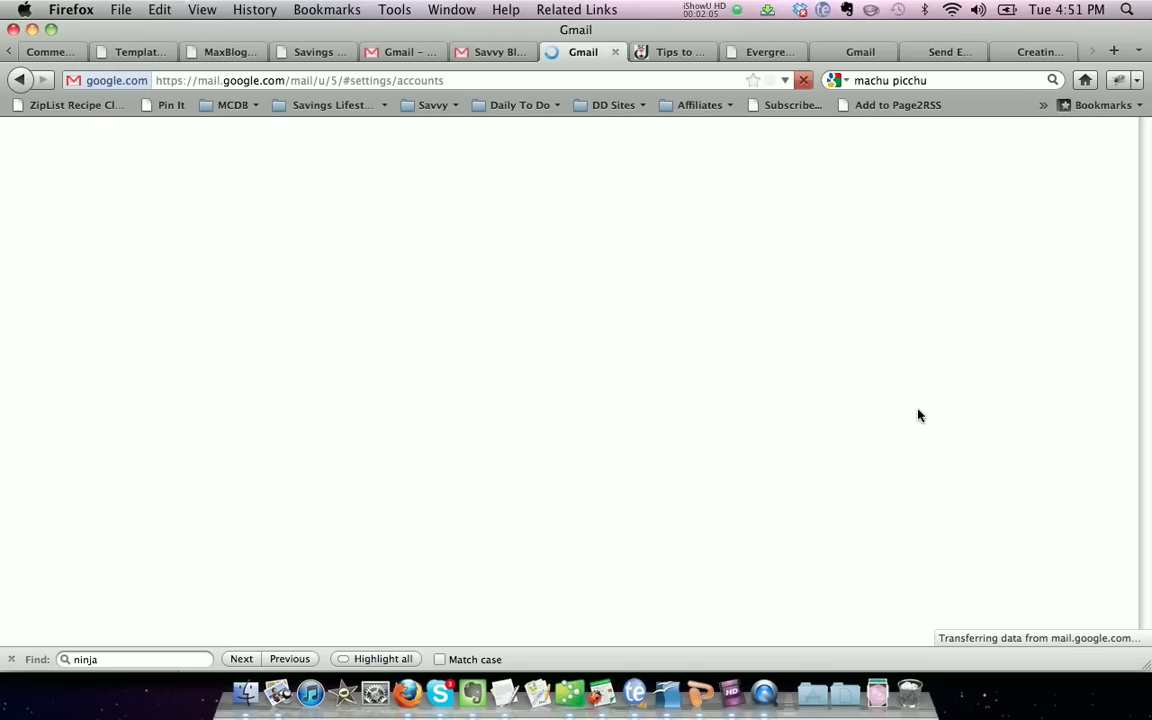 Firefox File Edit View History Bookmarks Tools Window Help Related Links iShowU HD 00:02:05 Tue 4:51 PM
Gmail
Comme... Templat... MaxBlog... Savings ... Gmail – ... Savvy Bl... Gmail Tips to ... Evergre... Gmail Send E... Creatin...
google.com https://mail.google.com/mail/u/5/#settings/accounts machu picchu
ZipList Recipe Cl... Pin It MCDB Savings Lifest... Savvy Daily To Do DD Sites Affiliates Subscribe... Add to Page2RSS » Bookmarks
Transferring data from mail.google.com...
Find: ninja Next Previous Highlight all Match case
3 te HD